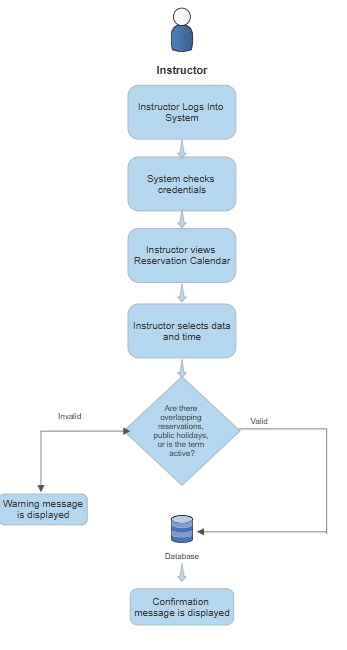 Instructor
Instructor Logs Into
System
System checks
credentials
Instructor views
Reservation Calendar
Instructor selects data
and time
Are there
overlapping
reservations,
public holidays,
or is the term
active?
Invalid
Valid
Warning message
is displayed
Database
Confirmation
message is displayed